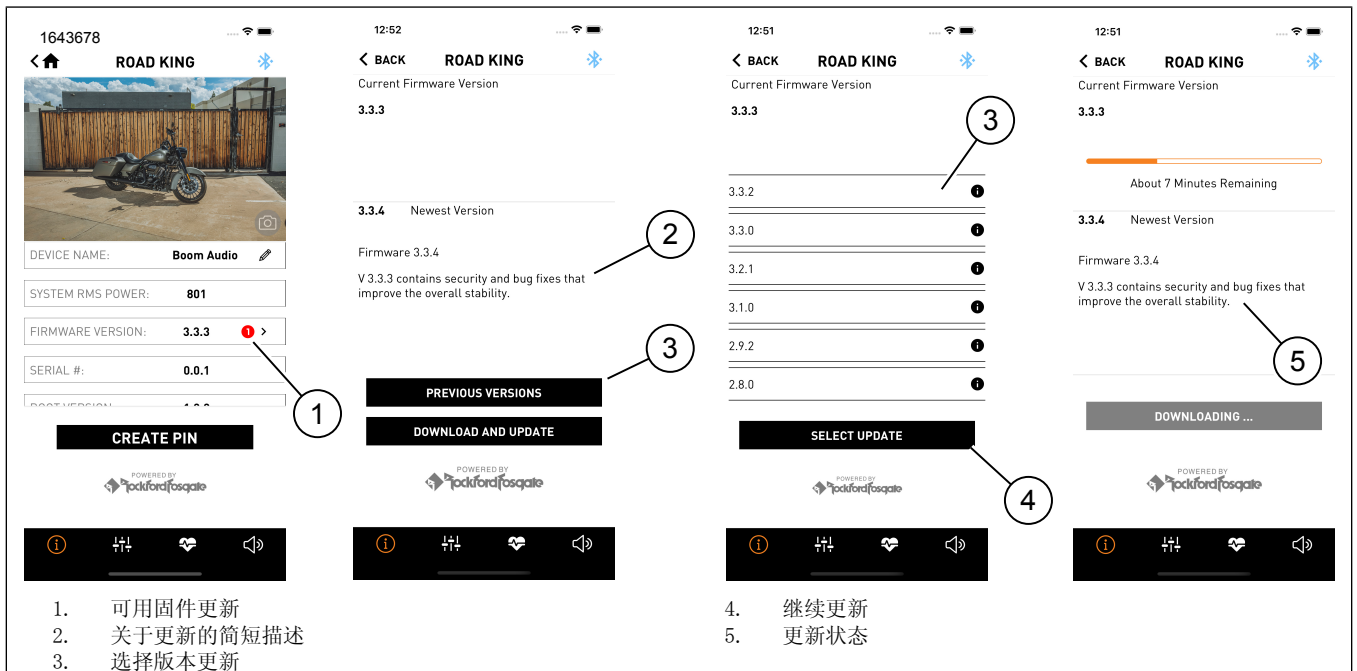 1643678
ROAD KING
DEVICE NAME: Boom Audio
SYSTEM RMS POWER: 801
FIRMWARE VERSION: 3.3.3 1 >
SERIAL #: 0.0.1
BOOT VERSION
1
CREATE PIN
POWERED BY
Rockford Fosgate
12:52
< BACK ROAD KING
Current Firmware Version
3.3.3
3.3.4 Newest Version
2
Firmware 3.3.4
V 3.3.3 contains security and bug fixes that
improve the overall stability.
3
PREVIOUS VERSIONS
DOWNLOAD AND UPDATE
POWERED BY
Rockford Fosgate
12:51
< BACK ROAD KING
Current Firmware Version
3.3.3
3
3.3.2
3.3.0
3.2.1
3.1.0
2.9.2
2.8.0
SELECT UPDATE
4
POWERED BY
Rockford Fosgate
12:51
< BACK ROAD KING
Current Firmware Version
3.3.3
About 7 Minutes Remaining
3.3.4 Newest Version
Firmware 3.3.4
V 3.3.3 contains security and bug fixes that
improve the overall stability.
5
DOWNLOADING ...
POWERED BY
Rockford Fosgate
1. 可用固件更新
2. 关于更新的简短描述
3. 选择版本更新
4. 继续更新
5. 更新状态